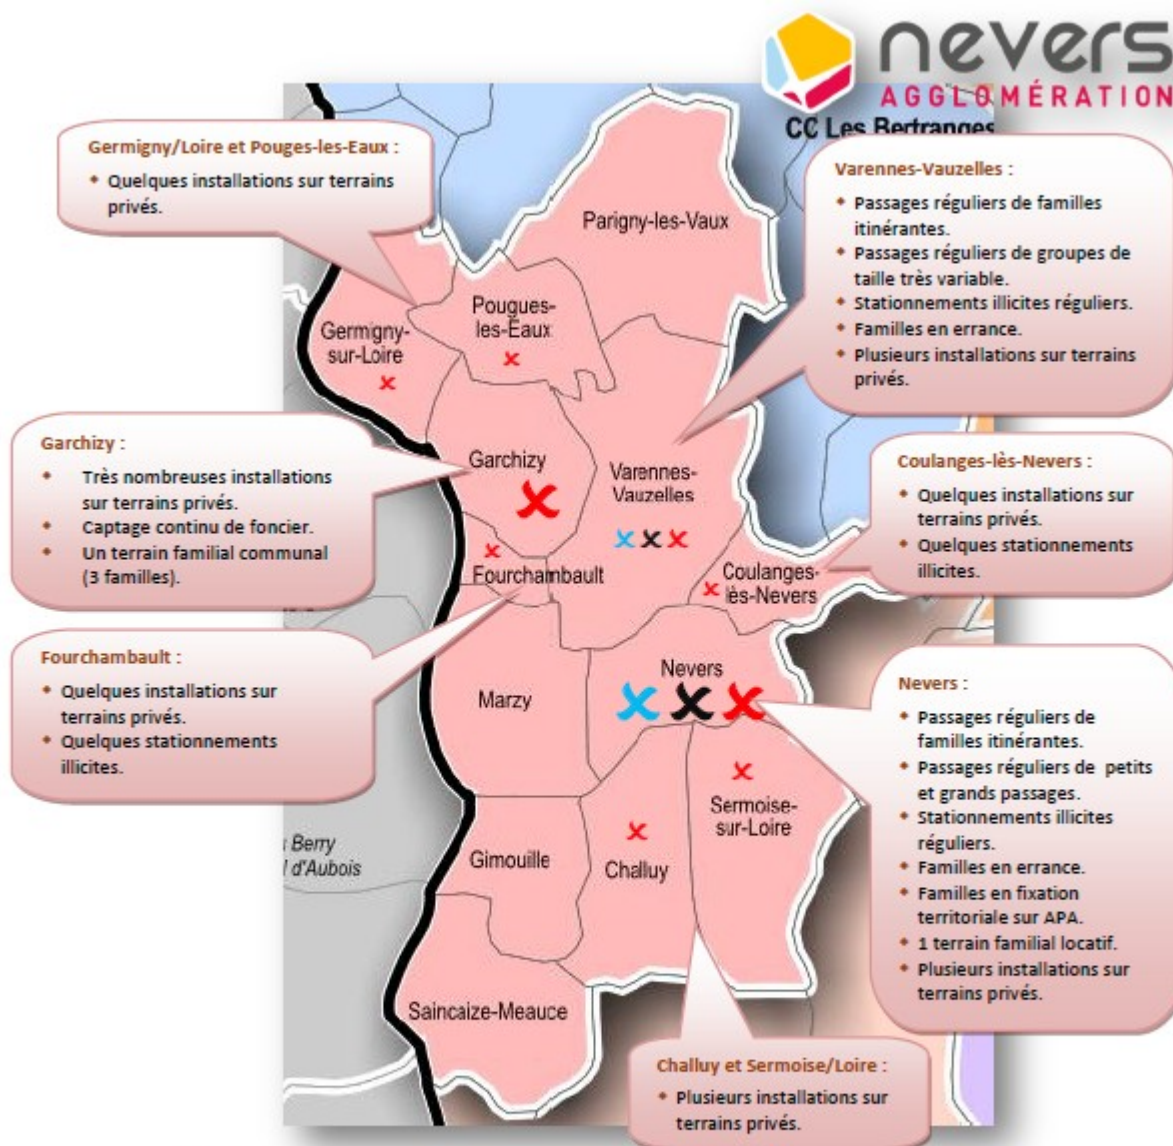 nevers
AGGLOMÉRATION
CC Les Bertranges
Germigny/Loire et Pouges-les-Eaux :
Quelques installations sur terrains
privés.
Varennes-Vauzelles :
Passages réguliers de familles
itinérantes.
Passages réguliers de groupes de
taille très variable.
Stationnements illicites réguliers.
Familles en errance.
Plusieurs installations sur terrains
privés.
Parigny-les-Vaux
Pougues-
les-Eaux
Germigny-
sur-Loire
Garchizy :
Très nombreuses installations
sur terrains privés.
Captage continu de foncier.
Un terrain familial communal
(3 familles).
Garchizy
Varennes-
Vauzelles
Coulanges-lès-Nevers :
Quelques installations sur
terrains privés.
Quelques stationnements
illicites.
Fourchambault
Coulanges-
lès-Nevers
Fourchambault :
Quelques installations sur
terrains privés.
Quelques stationnements
illicites.
Marzy
Nevers
Nevers :
Passages réguliers de
familles itinérantes.
Passages réguliers de petits
et grands passages.
Stationnements illicites
réguliers.
Familles en errance.
Familles en fixation
territoriale sur APA.
1 terrain familial locatif.
Plusieurs installations sur
terrains privés.
Sermoise-
sur-Loire
Berry
d'Aubois
Gimouille
Challuy
Saincaize-Meauce
Challuy et Sermoise/Loire :
Plusieurs installations sur
terrains privés.